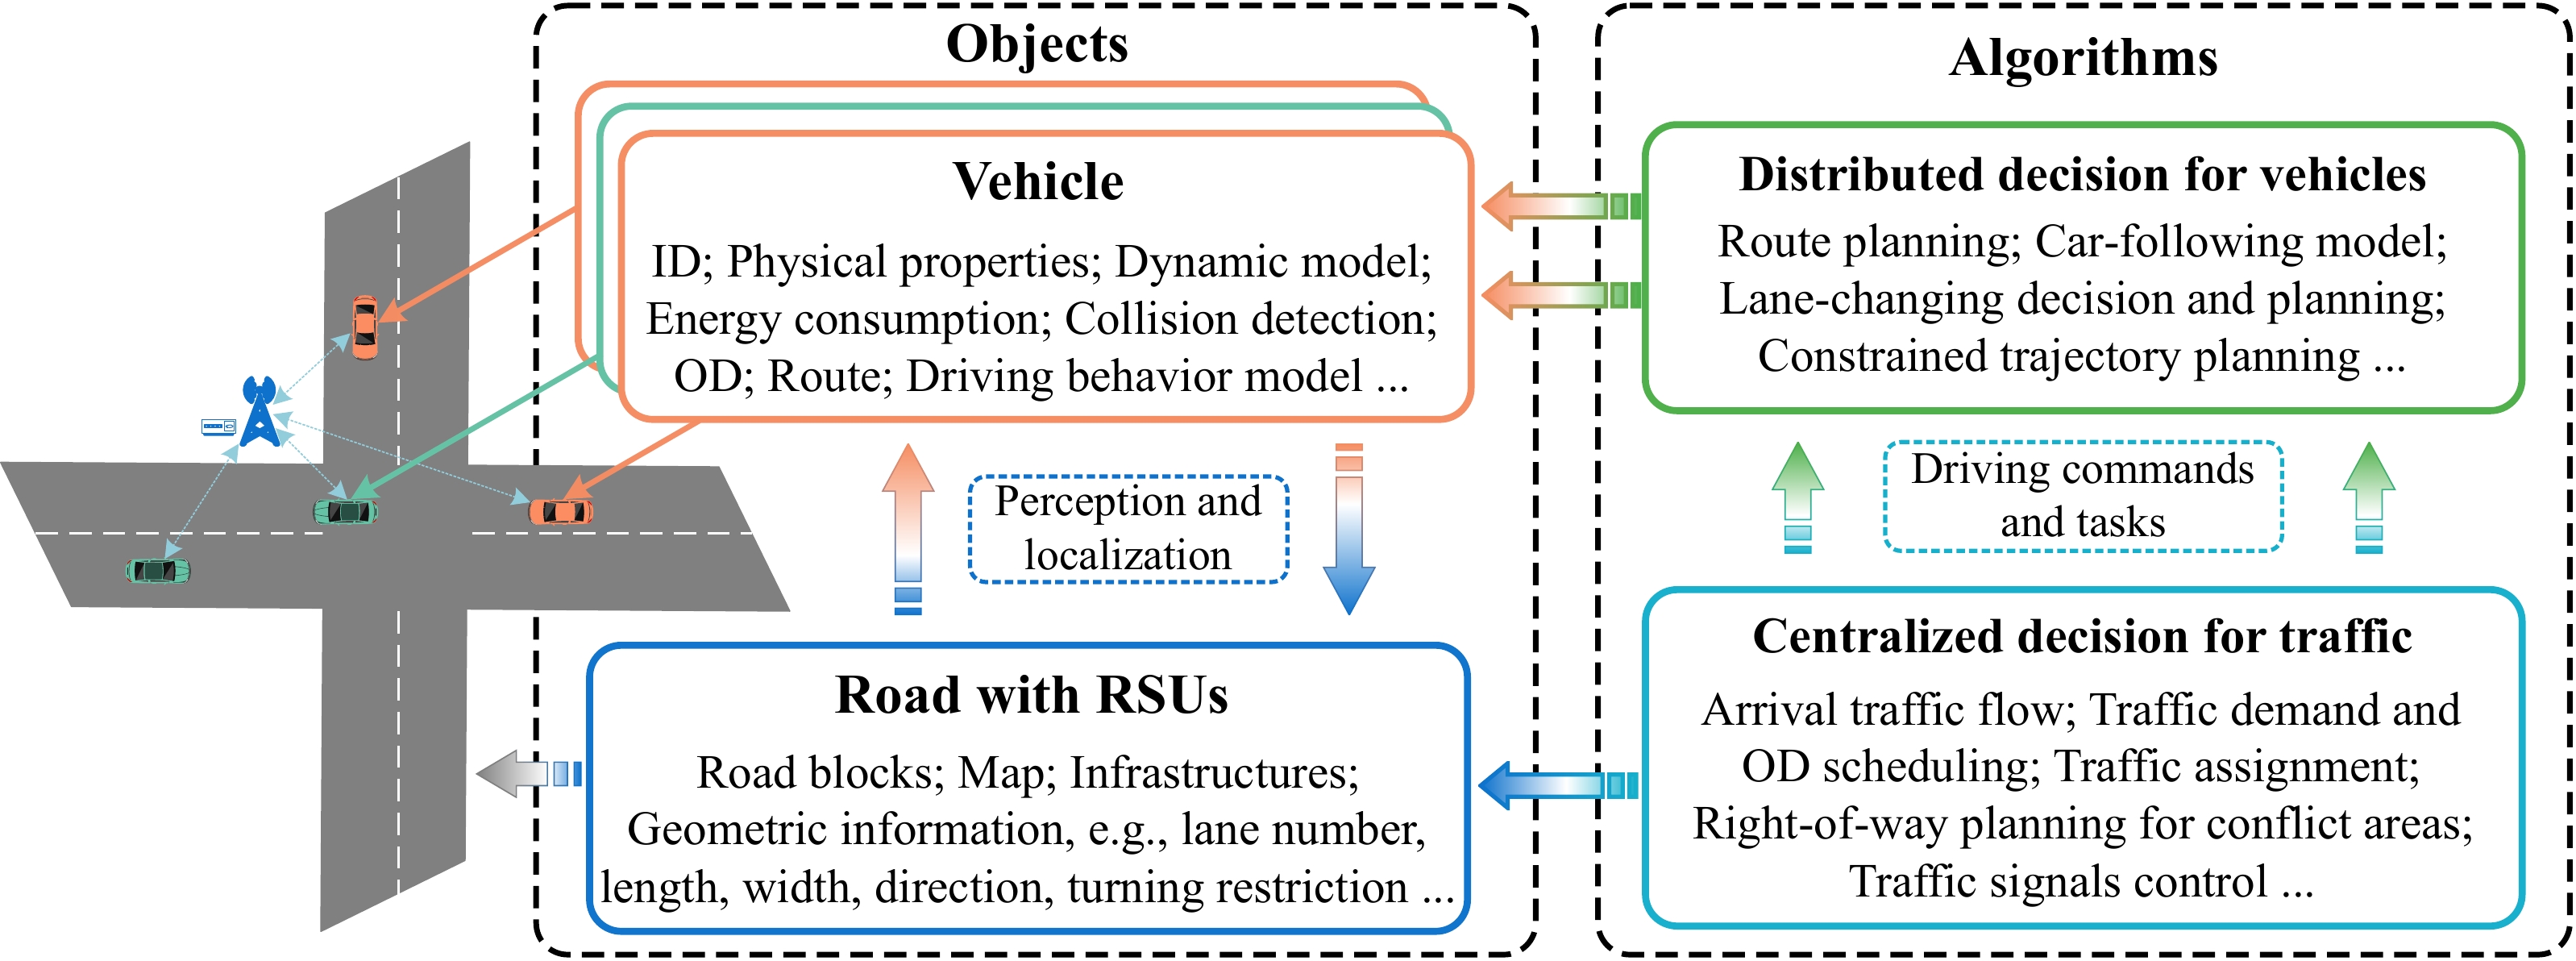 Objects
Vehicle
ID; Physical properties; Dynamic model;
Energy consumption; Collision detection;
OD; Route; Driving behavior model ...
Perception and
localization
Road with RSUs
Road blocks; Map; Infrastructures;
Geometric information, e.g., lane number,
length, width, direction, turning restriction ...
Algorithms
Distributed decision for vehicles
Route planning; Car-following model;
Lane-changing decision and planning;
Constrained trajectory planning ...
Driving commands
and tasks
Centralized decision for traffic
Arrival traffic flow; Traffic demand and
OD scheduling; Traffic assignment;
Right-of-way planning for conflict areas;
Traffic signals control ...